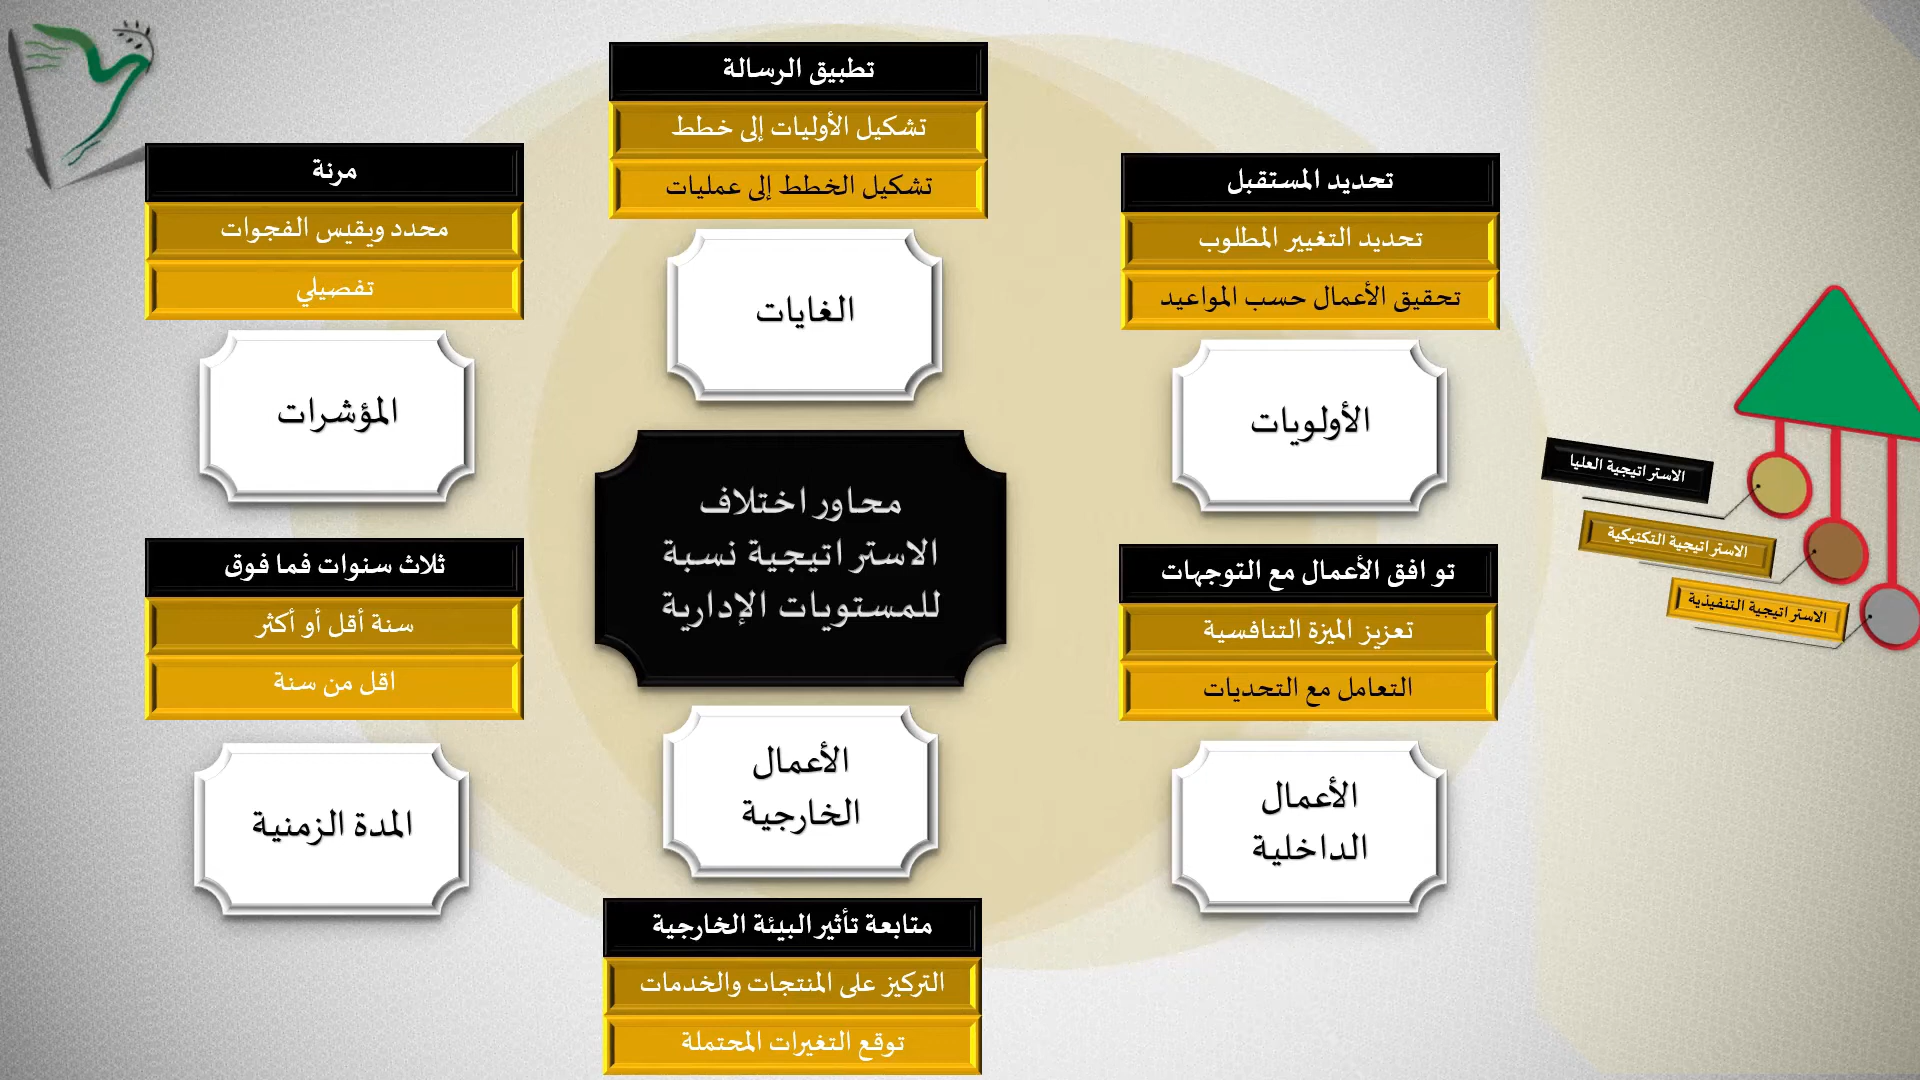 تحديد المستقبل
تحديد التغيير المطلوب
تحقيق الأعمال حسب المواعيد
الأولويات
تطبيق الرسالة
تشكيل الأوليات إلى خطط
تشكيل الخطط إلى عمليات
الغايات
مرنة
محدد ويقيس الفجوات
تفصيلي
المؤشرات
محاور اختلاف
الاستراتيجية نسبة
للمستويات الإدارية
توافق الأعمال مع التوجهات
تعزيز الميزة التنافسية
التعامل مع التحديات
الأعمال
الداخلية
الأعمال
الخارجية
متابعة تأثير البيئة الخارجية
التركيز على المنتجات والخدمات
توقع التغيرات المحتملة
ثلاث سنوات فما فوق
سنة أقل أو أكثر
اقل من سنة
المدة الزمنية
الاستراتيجية العليا
الاستراتيجية التكتيكية
الاستراتيجية التنفيذية